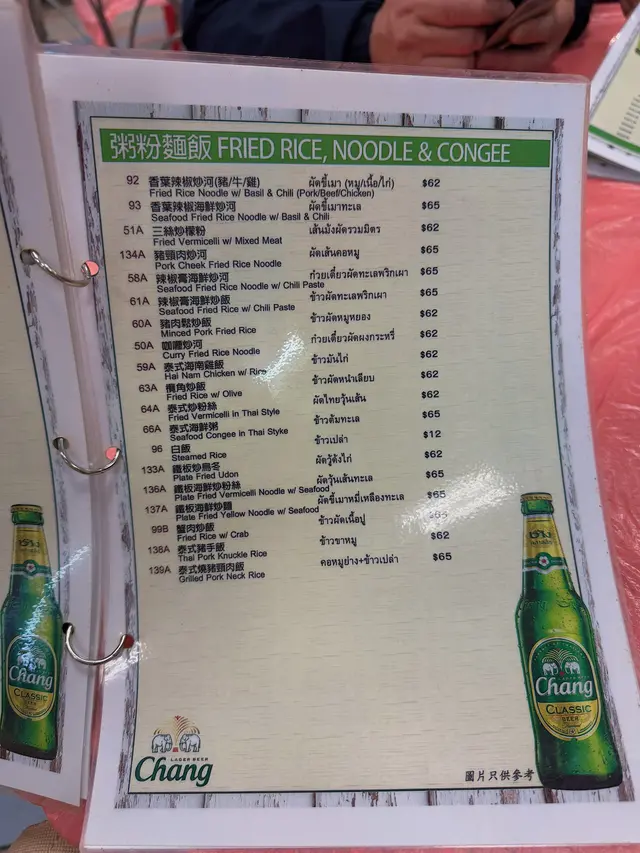 粥粉麵飯 FRIED RICE, NOODLE & CONGEE
92 香葉辣椒炒河(豬/牛/雞) ผัดขี้เมา (หมู/เนื้อ/ไก่) $62
Fried Rice Noodle w/ Basil & Chili (Pork/Beef/Chicken)
93 香葉辣椒海鮮炒河 ผัดขี้เมาทะเล $65
Seafood Fried Rice Noodle w/ Basil & Chili
51A 三絲炒檬粉 เส้นมังผัดรวมมิตร $62
Fried Vermicelli w/ Mixed Meat
134A 豬頸肉炒河 ผัดเส้นคอหมู $65
Pork Cheek Fried Rice Noodle
58A 辣椒膏海鮮炒河 ก๋วยเตี๋ยวผัดทะเลพริกเผา $65
Seafood Fried Rice Noodle w/ Chili Paste
61A 辣椒膏海鮮炒飯 ข้าวผัดทะเลพริกเผา $65
Seafood Fried Rice w/ Chili Paste
60A 豬肉鬆炒飯 ข้าวผัดหมูหยอง $62
Minced Pork Fried Rice
50A 咖喱炒河 ก๋วยเตี๋ยวผัดผงกระหรี่ $62
Curry Fried Rice Noodle
59A 泰式海南雞飯 ข้าวมันไก่ $62
Hai Nam Chicken w/ Rice
63A 欖角炒飯 ข้าวผัดหนำเลียบ $62
Fried Rice w/ Olive
64A 泰式炒粉絲 ผัดไทยวุ้นเส้น $62
Fried Vermicelli in Thai Style
66A 泰式海鮮粥 ข้าวต้มทะเล $65
Seafood Congee in Thai Styke
96 白飯 ข้าวเปล่า $12
Steamed Rice
133A 鐵板炒烏冬 ผัดวู้ด้งไก่ $62
Plate Fried Udon
136A 鐵板海鮮炒粉絲 ผัดวุ้นเส้นทะเล $65
Plate Fried Vermicelli Noodle w/ Seafood
137A 鐵板海鮮炒麵 ผัดขี้เมาหมี่เหลืองทะเล $65
Plate Fried Yellow Noodle w/ Seafood
99B 蟹肉炒飯 ข้าวผัดเนื้อปู $65
Fried Rice w/ Crab
138A 泰式豬手飯 ข้าวขาหมู $62
Thai Pork Knuckle Rice
139A 泰式燒豬頸肉飯 คอหมูย่าง+ข้าวเปล่า $65
Grilled Pork Neck Rice
LAGER BEER
Chang
圖片只供參考
ช้าง
Chang
CLASSIC
BEER
Chang
CLASSIC